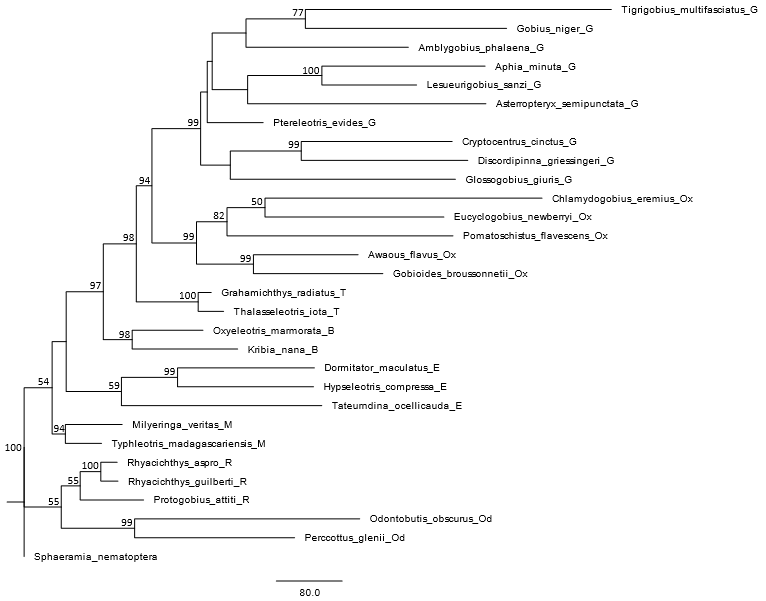 77
Tigrigobius_multifasciatus_G
Gobius_niger_G
Amblygobius_phalaena_G
100
Aphia_minuta_G
Lesueurigobius_sanzi_G
Asterropteryx_semipunctata_G
99
Ptereleotris_evides_G
99
Cryptocentrus_cinctus_G
Discordipinna_griessingeri_G
94
Glossogobius_giuris_G
50
Chlamydogobius_eremius_Ox
82
Eucyclogobius_newberryi_Ox
98
99
Pomatoschistus_flavescens_Ox
99
Awaous_flavus_Ox
Gobioides_broussonnetii_Ox
97
100
Grahamichthys_radiatus_T
Thalasseleotris_iota_T
98
Oxyeleotris_marmorata_B
Kribia_nana_B
99
Dormitator_maculatus_E
54
59
Hypseleotris_compressa_E
Tateurndina_ocellicauda_E
94
Milyeringa_veritas_M
100
Typhleotris_madagascariensis_M
100
Rhyacichthys_aspro_R
55
Rhyacichthys_guilberti_R
55
Protogobius_attiti_R
99
Odontobutis_obscurus_Od
Perccottus_glenii_Od
Sphaeramia_nematoptera
80.0